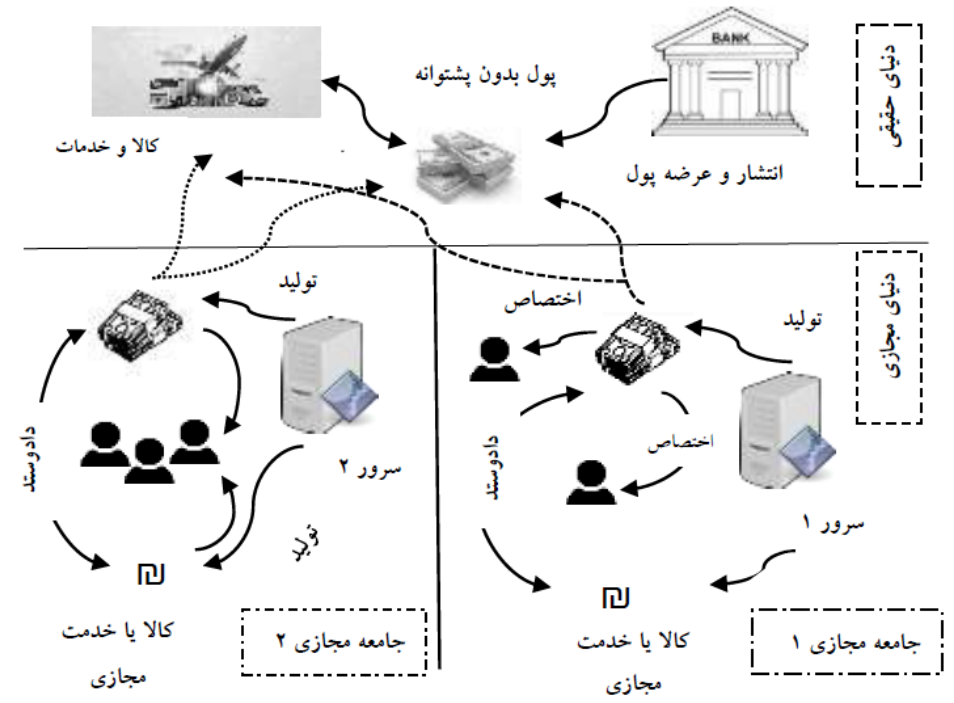 BANK
دنیای حقیقی
پول بدون پشتوانه
کالا و خدمات
انتشار و عرضه پول
دنیای مجازی
تولید
اختصاص
اختصاص
دادوستد
سرور ۱
کالا یا خدمت
مجازی
جامعه مجازی ۱
تولید
دادوستد
سرور ۲
تولید
کالا یا خدمت
مجازی
جامعه مجازی ۲
₪
₪